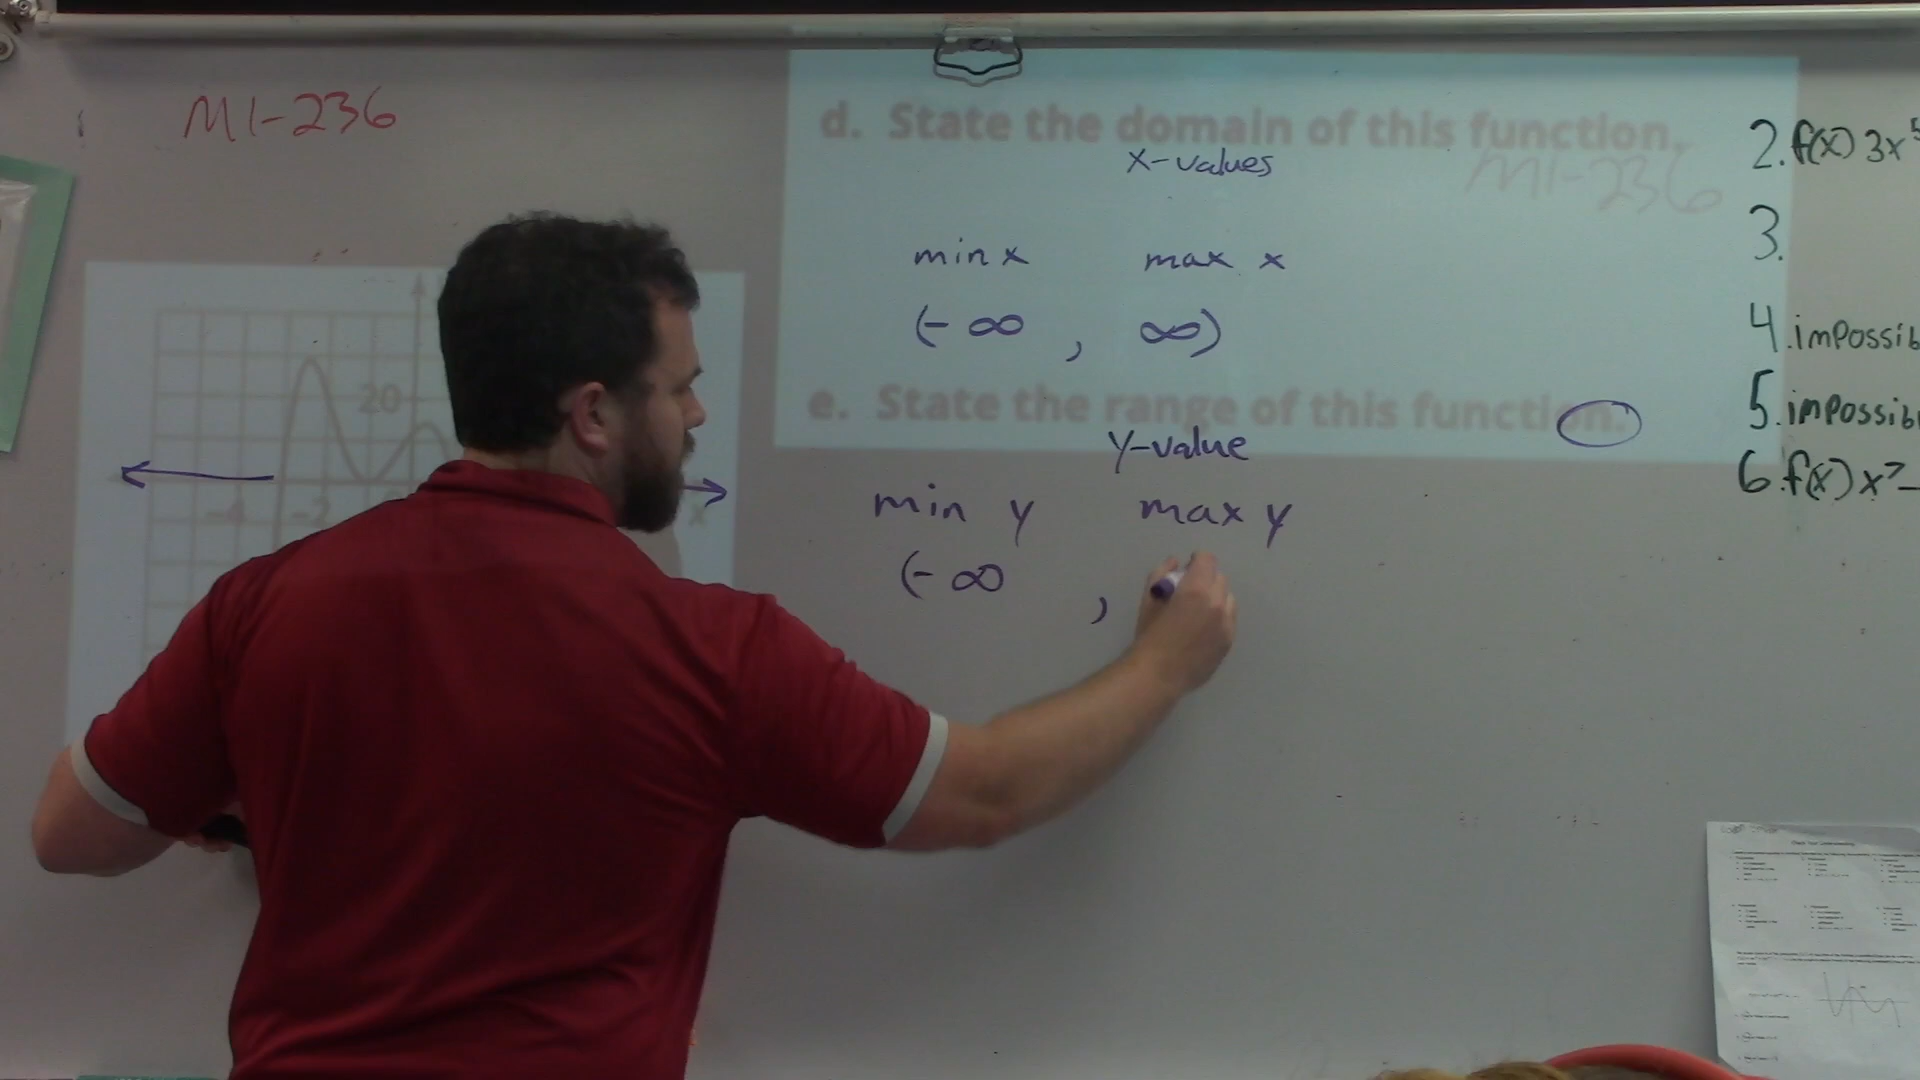 M1-236
d. State the domain of this function.
x-values
M1-236
min x max x
(-∞, ∞)
e. State the range of this function.
y-value
min y max y
(-∞ ,
20
-4 -2
x
2. f(x) 3x⁵
3.
4. impossib
5. impossib
6. f(x) x²-